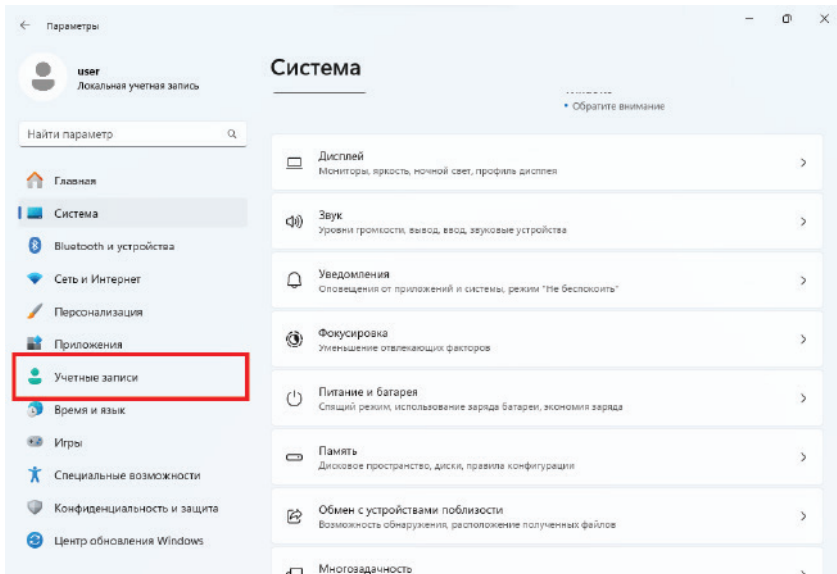 Параметры
user
Локальная учетная запись
Найти параметр
Главная
Система
Bluetooth и устройства
Сеть и Интернет
Персонализация
Приложения
Учетные записи
Время и язык
Игры
Специальные возможности
Конфиденциальность и защита
Центр обновления Windows
Система
• Обратите внимание
Дисплей
Мониторы, яркость, ночной свет, профиль дисплея
Звук
Уровни громкости, вывод, ввод, звуковые устройства
Уведомления
Оповещения от приложений и системы, режим "Не беспокоить"
Фокусировка
Уменьшение отвлекающих факторов
Питание и батарея
Спящий режим, использование заряда батареи, экономия заряда
Память
Дисковое пространство, диски, правила конфигурации
Обмен с устройствами поблизости
Возможность обнаружения, расположение полученных файлов
Многозадачность